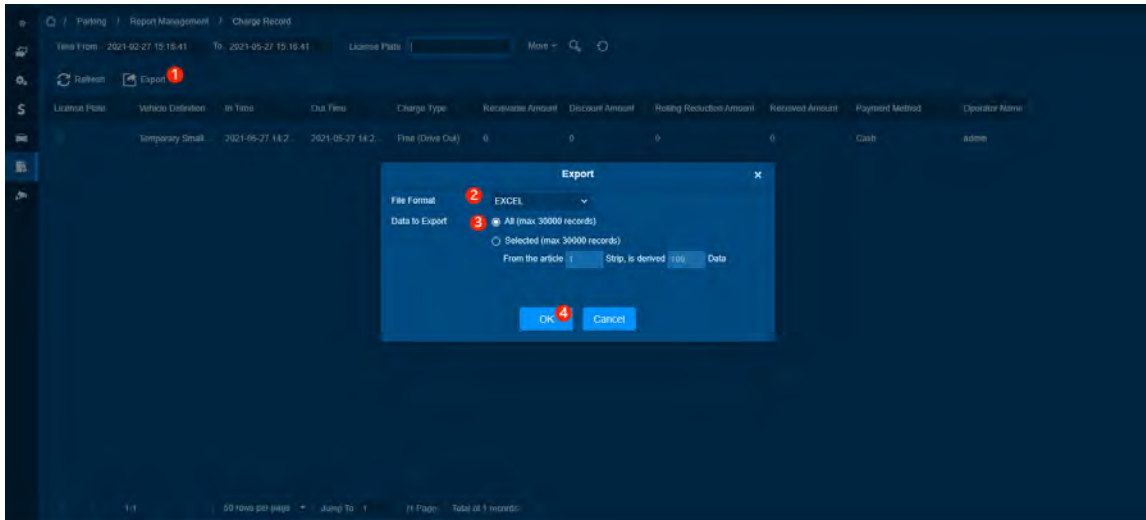 / Parking / Report Management / Charge Record
Time From 2021-02-27 15:16:41 To 2021-05-27 15:16:41 License Plate More
Refresh Export 1
License Plate Vehicle Definition In Time Out Time Charge Type Receivable Amount Discount Amount Rolling Reduction Amount Received Amount Payment Method Operator Name
Temporary Small... 2021-05-27 14:2... 2021-05-27 14:2... Free (Drive Out) 0 0 0 0 Cash admin
Export ×
File Format 2 EXCEL
Data to Export 3 All (max 30000 records)
Selected (max 30000 records)
From the article 1 Strip, is derived 100 Data
OK 4 Cancel
1/1 50 rows per page Jump To 1 /1 Page Total of 1 records